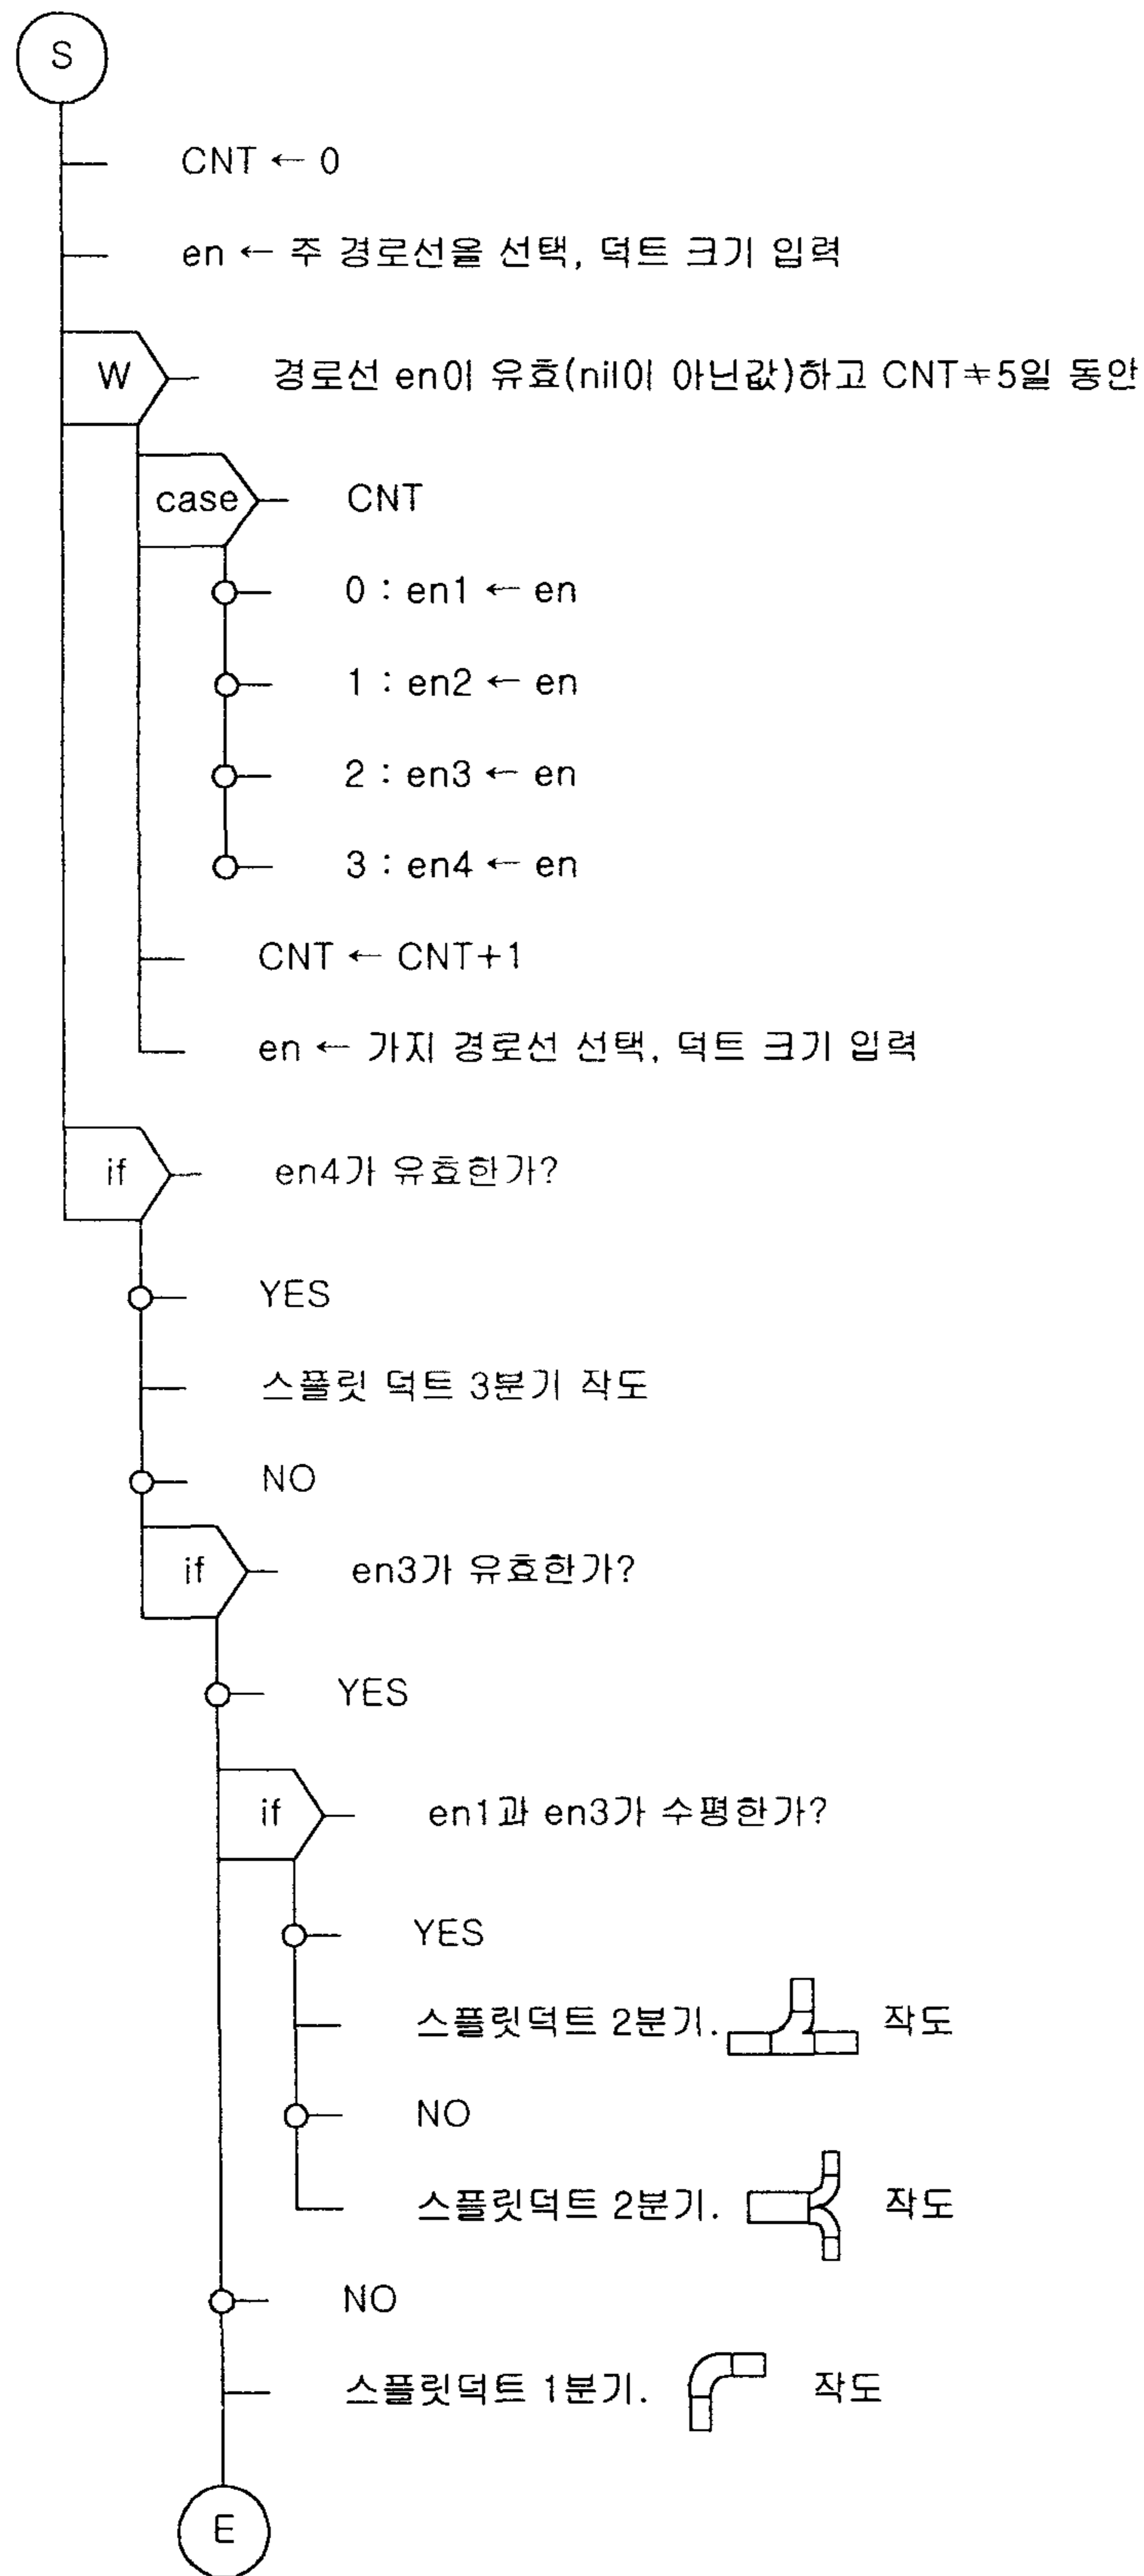 S
CNT ← 0
en ← 주 경로선을 선택, 덕트 크기 입력
W 경로선 en이 유효(nil이 아닌값)하고 CNT≠5일 동안
case CNT
0 : en1 ← en
1 : en2 ← en
2 : en3 ← en
3 : en4 ← en
CNT ← CNT+1
en ← 가지 경로선 선택, 덕트 크기 입력
if en4가 유효한가?
YES
스플릿 덕트 3분기 작도
NO
if en3가 유효한가?
YES
if en1과 en3가 수평한가?
YES
스플릿덕트 2분기. 작도
NO
스플릿덕트 2분기. 작도
NO
스플릿덕트 1분기. 작도
E